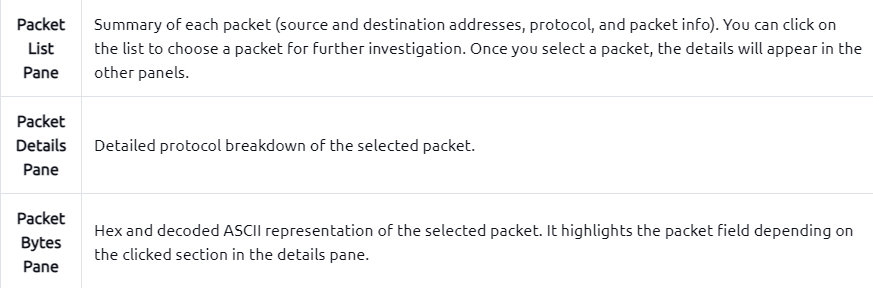 Packet List Pane
Summary of each packet (source and destination addresses, protocol, and packet info). You can click on
the list to choose a packet for further investigation. Once you select a packet, the details will appear in the
other panels.
Packet Details Pane
Detailed protocol breakdown of the selected packet.
Packet Bytes Pane
Hex and decoded ASCII representation of the selected packet. It highlights the packet field depending on
the clicked section in the details pane.